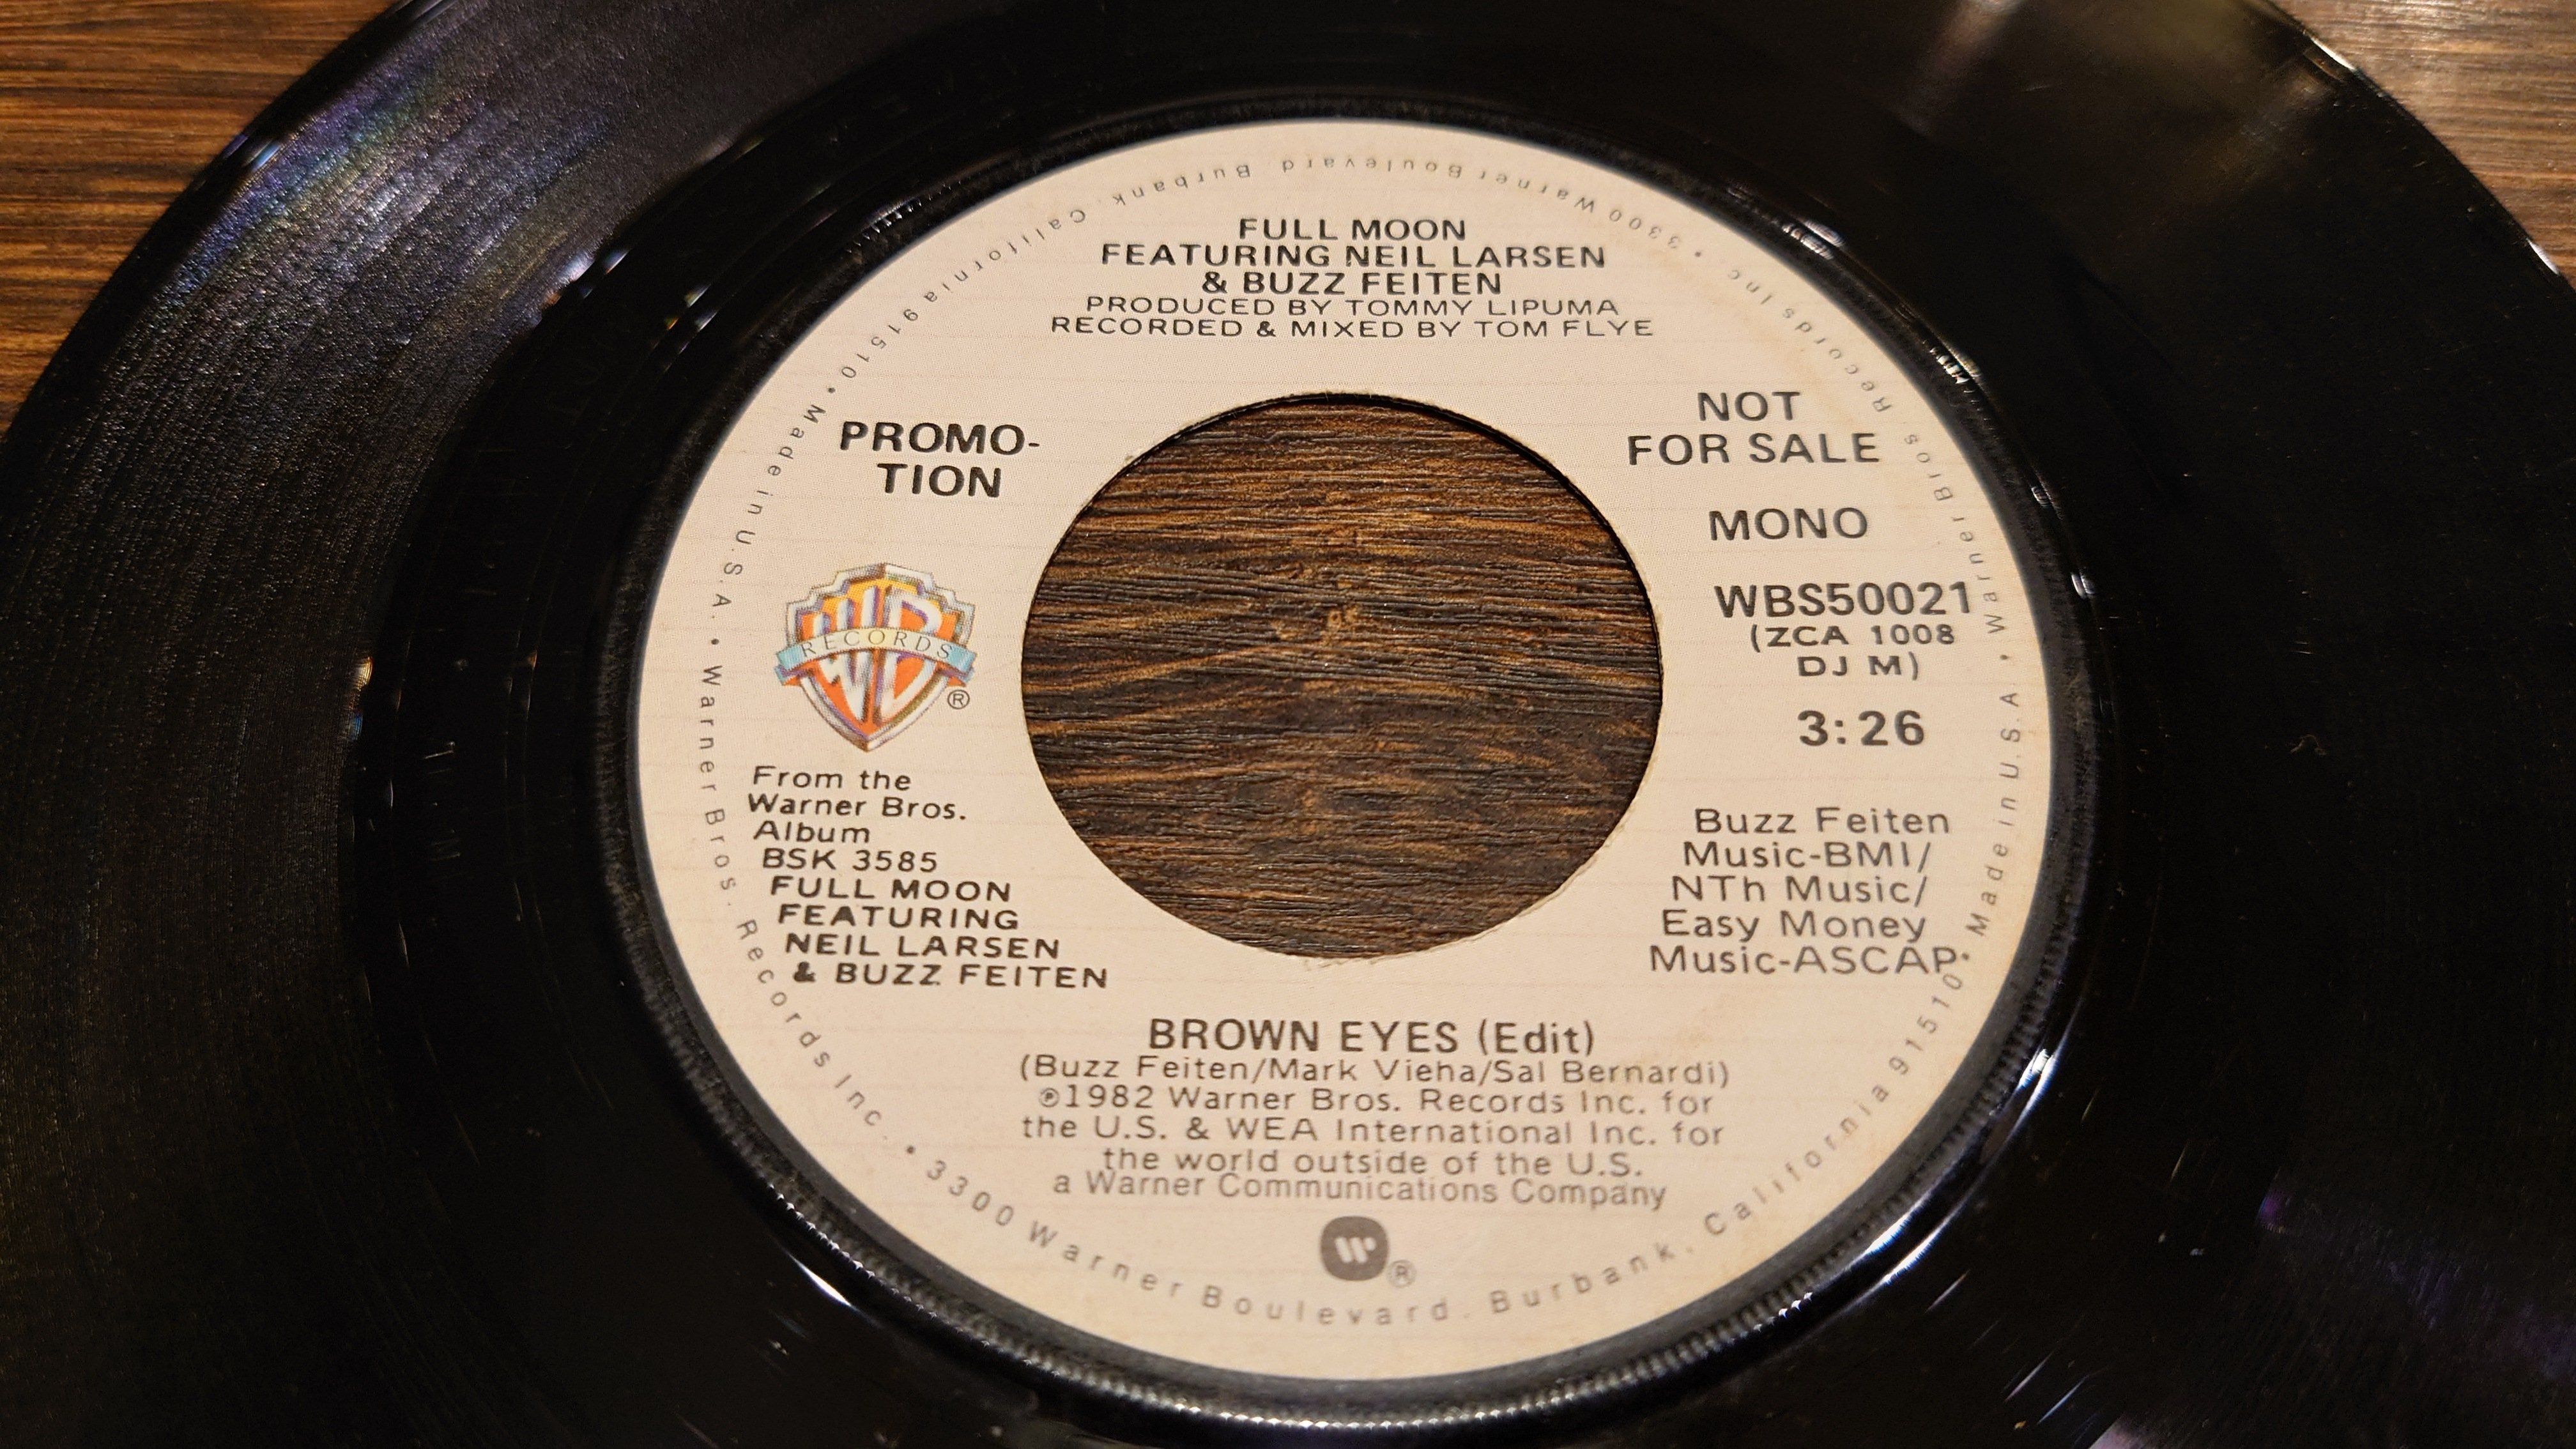 FULL MOON
FEATURING NEIL LARSEN
& BUZZ FEITEN
PRODUCED BY TOMMY LIPUMA
RECORDED & MIXED BY TOM FLYE
PROMO-
TION
NOT
FOR SALE
MONO
WBS50021
(ZCA 1008
DJ M)
3:26
WB
RECORDS
®
From the
Warner Bros.
Album
BSK 3585
FULL MOON
FEATURING
NEIL LARSEN
& BUZZ FEITEN
Buzz Feiten
Music-BMI/
NTh Music/
Easy Money
Music-ASCAP
BROWN EYES (Edit)
(Buzz Feiten/Mark Vieha/Sal Bernardi)
℗1982 Warner Bros. Records Inc. for
the U.S. & WEA International Inc. for
the world outside of the U.S.
a Warner Communications Company
W®
Made in U.S.A. • Warner Bros. Records Inc. • 3300 Warner Boulevard. Burbank. California 91510 •
Made in U.S.A. • Warner Bros. Records Inc. • 3300 Warner Boulevard. Burbank. California 91510 •